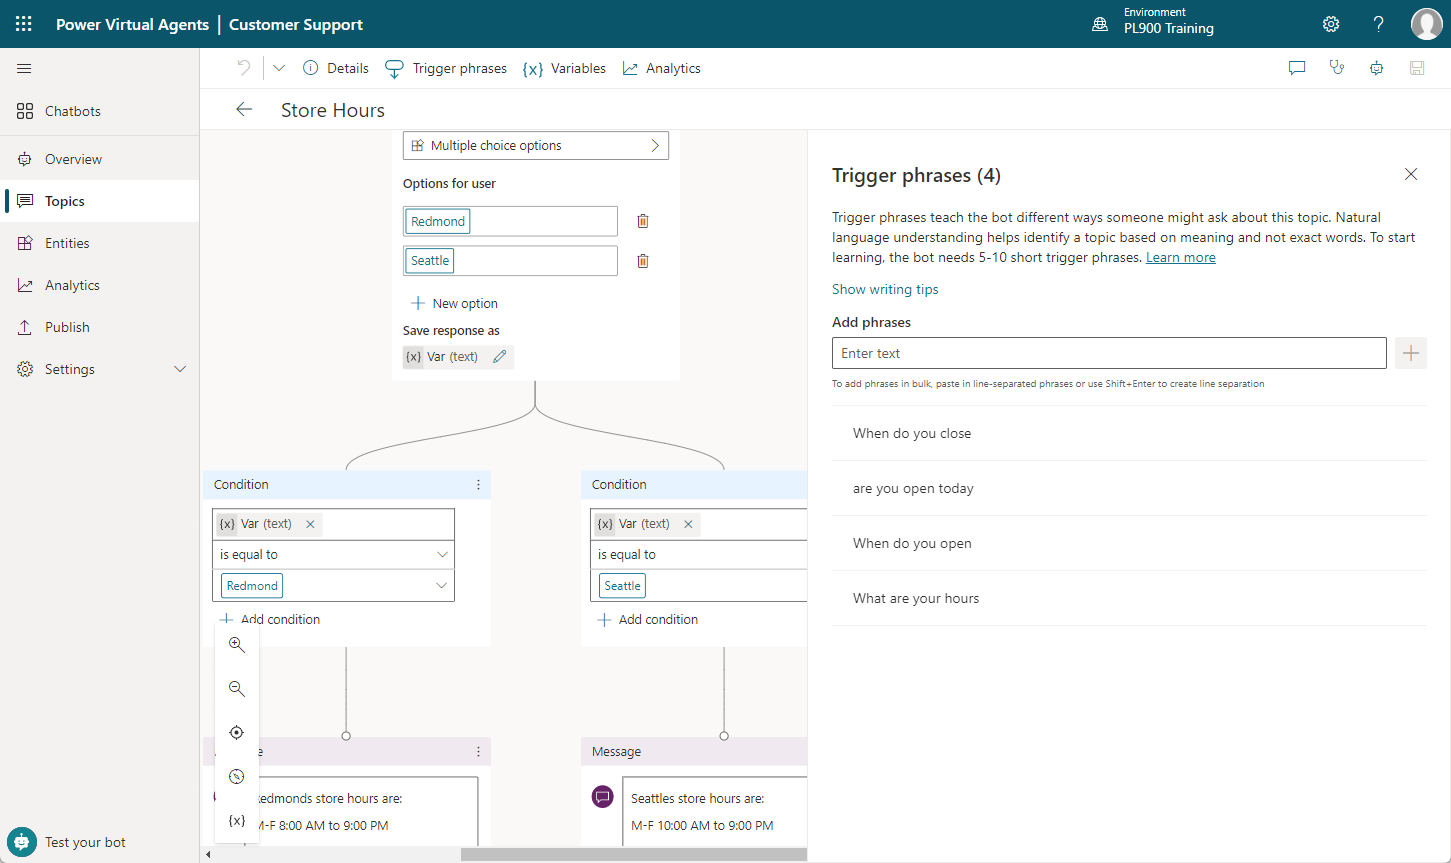 Power Virtual Agents | Customer Support
Environment
PL900 Training
Chatbots
Overview
Topics
Entities
Analytics
Publish
Settings
Test your bot
Details
Trigger phrases
{x} Variables
Analytics
Store Hours
Multiple choice options
Options for user
Redmond
Seattle
New option
Save response as
{x} Var (text)
Condition
{x} Var (text)
is equal to
Redmond
Add condition
Condition
{x} Var (text)
is equal to
Seattle
Add condition
{x}
e
edmonds store hours are:
M-F 8:00 AM to 9:00 PM
Message
Seattles store hours are:
M-F 10:00 AM to 9:00 PM
Trigger phrases (4)
Trigger phrases teach the bot different ways someone might ask about this topic. Natural
language understanding helps identify a topic based on meaning and not exact words. To start
learning, the bot needs 5-10 short trigger phrases. Learn more
Show writing tips
Add phrases
Enter text
To add phrases in bulk, paste in line-separated phrases or use Shift+Enter to create line separation
When do you close
are you open today
When do you open
What are your hours